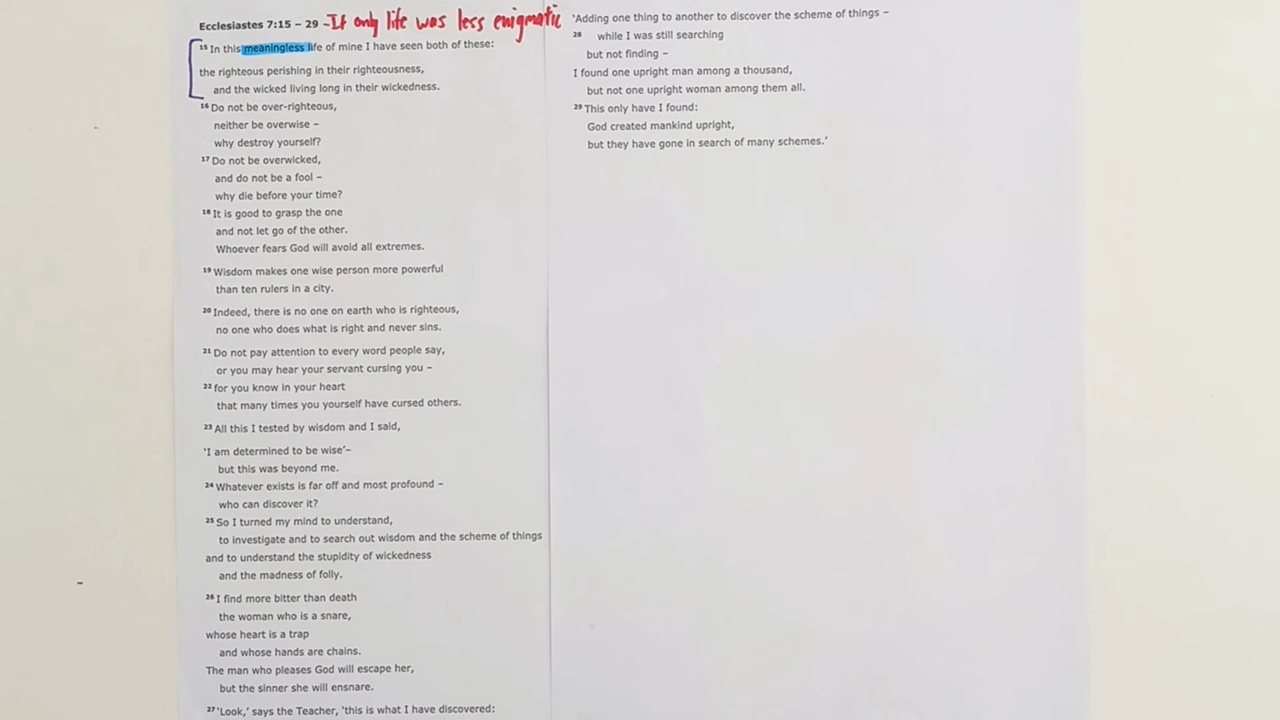 Ecclesiastes 7:15 – 29 - If only life was less enigmatic
15 In this meaningless life of mine I have seen both of these:
the righteous perishing in their righteousness,
and the wicked living long in their wickedness.
16 Do not be over-righteous,
neither be overwise –
why destroy yourself?
17 Do not be overwicked,
and do not be a fool –
why die before your time?
18 It is good to grasp the one
and not let go of the other.
Whoever fears God will avoid all extremes.
19 Wisdom makes one wise person more powerful
than ten rulers in a city.
20 Indeed, there is no one on earth who is righteous,
no one who does what is right and never sins.
21 Do not pay attention to every word people say,
or you may hear your servant cursing you –
22 for you know in your heart
that many times you yourself have cursed others.
23 All this I tested by wisdom and I said,
‘I am determined to be wise’–
but this was beyond me.
24 Whatever exists is far off and most profound –
who can discover it?
25 So I turned my mind to understand,
to investigate and to search out wisdom and the scheme of things
and to understand the stupidity of wickedness
and the madness of folly.
26 I find more bitter than death
the woman who is a snare,
whose heart is a trap
and whose hands are chains.
The man who pleases God will escape her,
but the sinner she will ensnare.
27 ‘Look,’ says the Teacher, ‘this is what I have discovered:
‘Adding one thing to another to discover the scheme of things –
28 while I was still searching
but not finding –
I found one upright man among a thousand,
but not one upright woman among them all.
29 This only have I found:
God created mankind upright,
but they have gone in search of many schemes.’